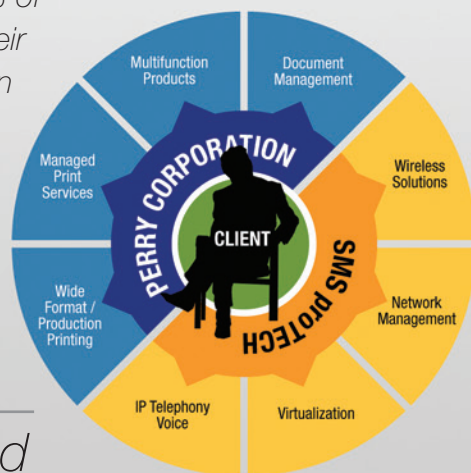 Multifunction
Products
Document
Management
Managed
Print
Services
Wireless
Solutions
Wide
Format /
Production
Printing
Network
Management
IP Telephony
Voice
Virtualization
PERRY CORPORATION
SMS proTECH
CLIENT
of